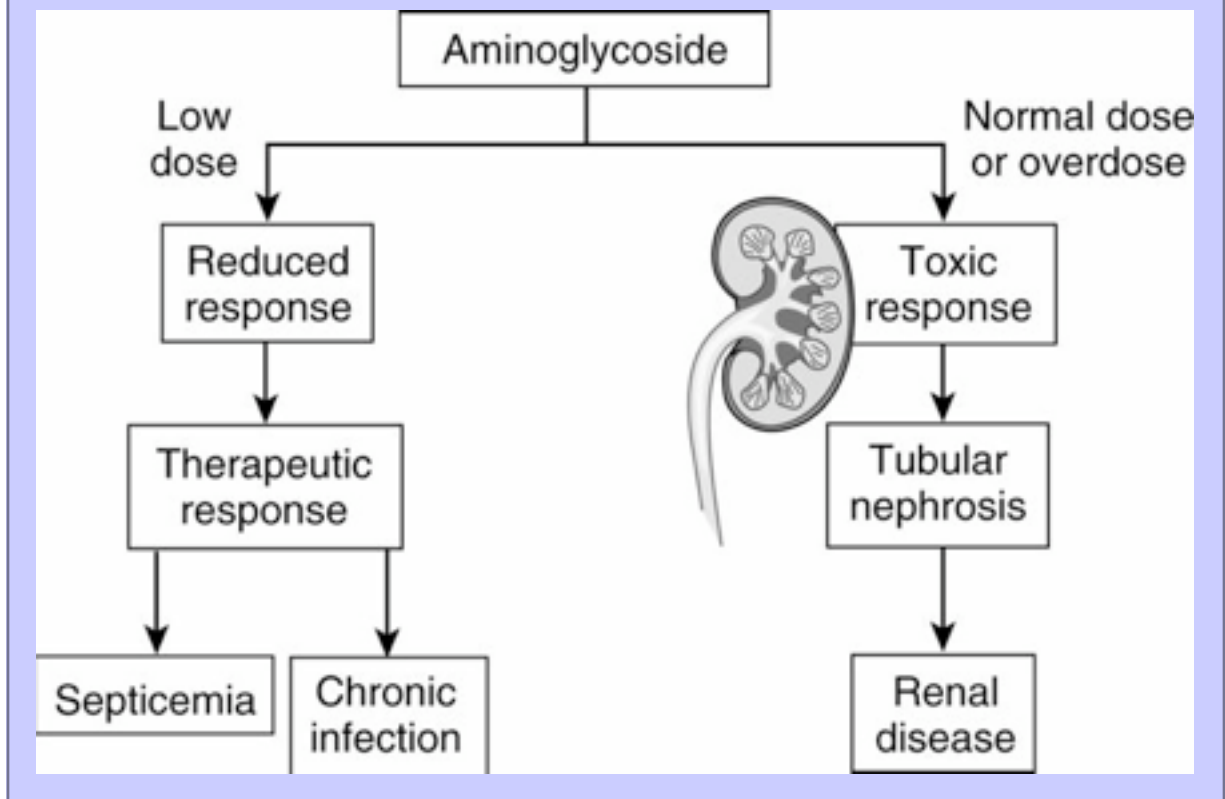 Aminoglycoside
Low
dose
Normal dose
or overdose
Reduced
response
Toxic
response
Therapeutic
response
Tubular
nephrosis
Septicemia
Chronic
infection
Renal
disease